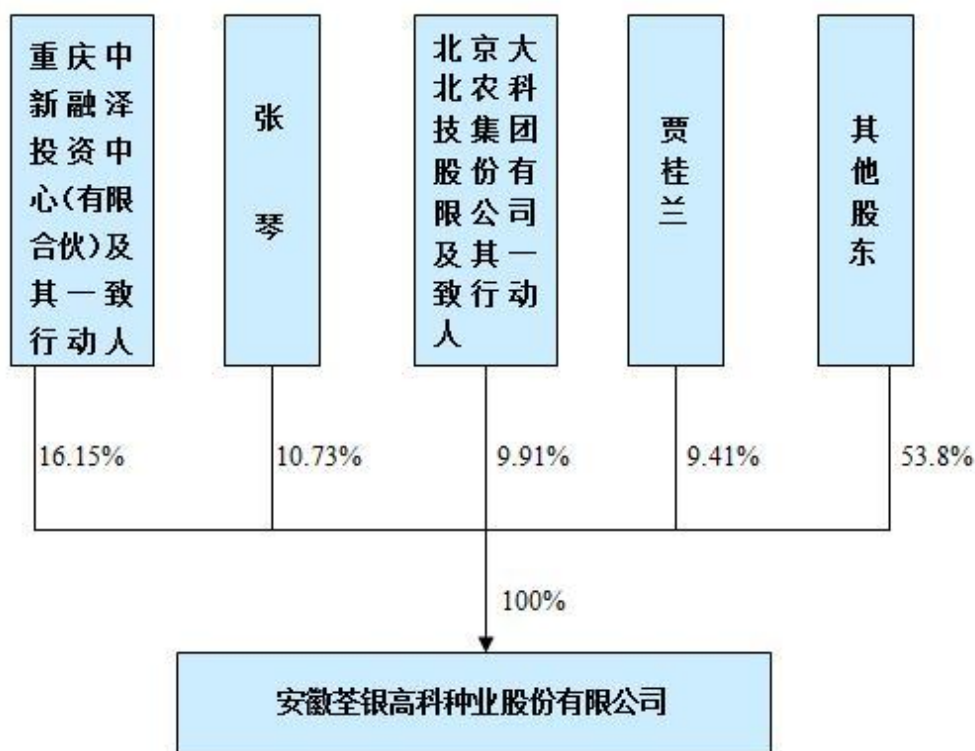 重庆中
新融泽
投资中
心(有限
合伙)及
其一致
行动人
张
琴
北京大
北农科
技集团
股份有
限公司
及其一
致行动
人
贾
桂
兰
其
他
股
东
16.15%
10.73%
9.91%
9.41%
53.8%
100%
安徽荃银高科种业股份有限公司